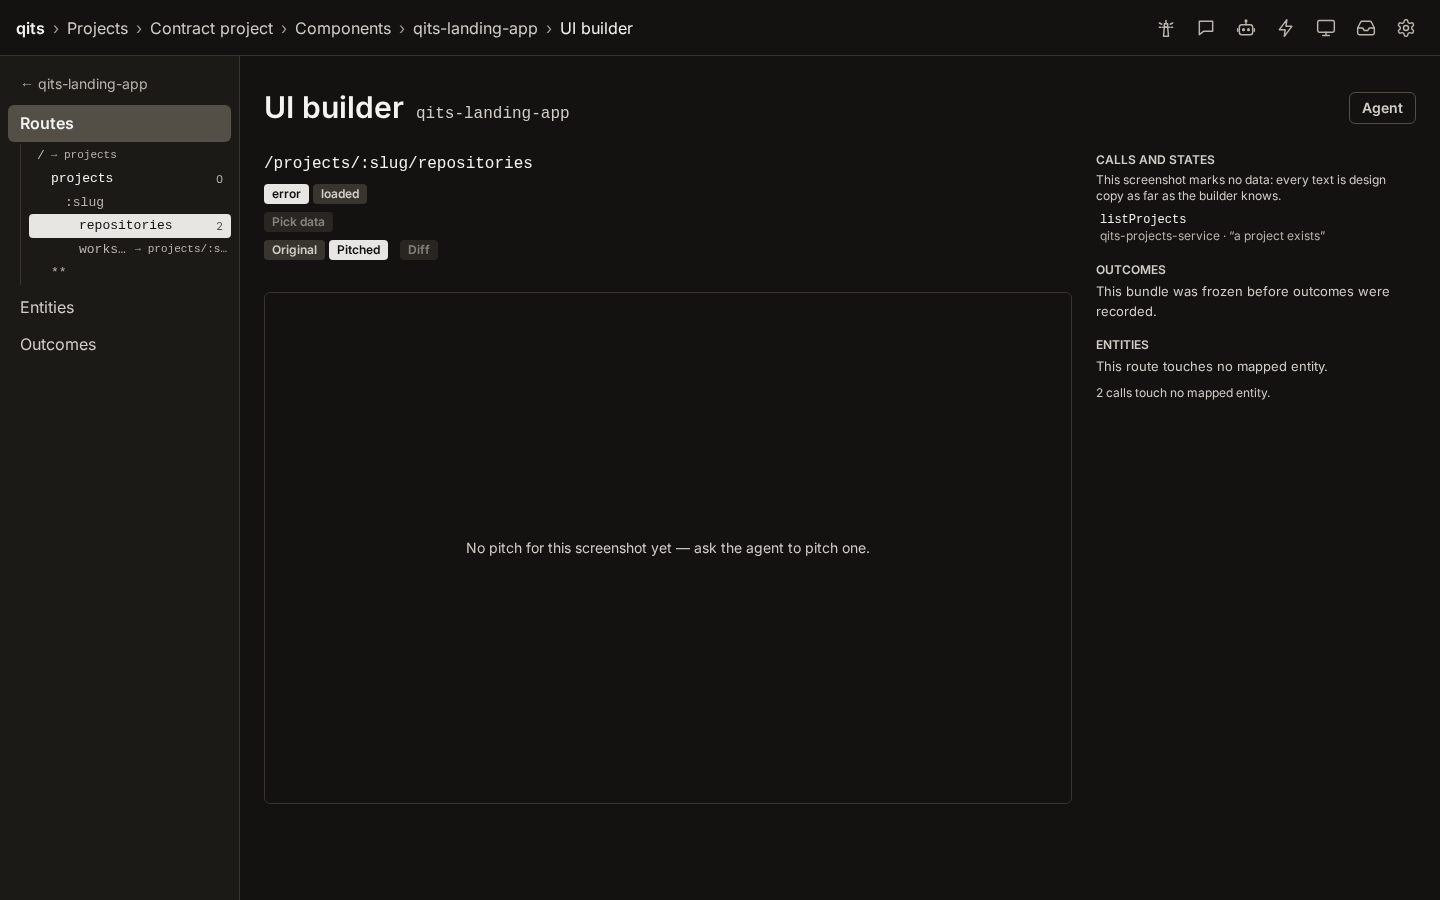 qits › Projects › Contract project › Components › qits-landing-app › UI builder
← qits-landing-app
Routes
/ → projects
projects 0
:slug
repositories 2
works… → projects/:s…
**
Entities
Outcomes
UI builder qits-landing-app
Agent
/projects/:slug/repositories
error loaded
Pick data
Original Pitched Diff
No pitch for this screenshot yet — ask the agent to pitch one.
CALLS AND STATES
This screenshot marks no data: every text is design
copy as far as the builder knows.
listProjects
qits-projects-service · “a project exists”
OUTCOMES
This bundle was frozen before outcomes were
recorded.
ENTITIES
This route touches no mapped entity.
2 calls touch no mapped entity.